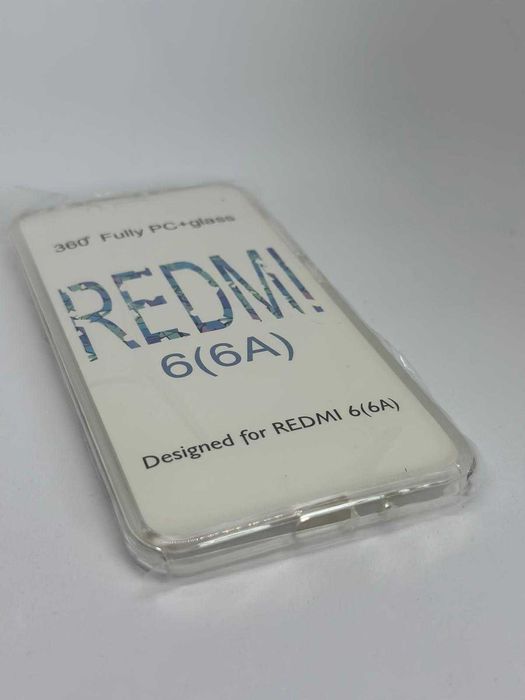 360° Fully PC+glass
REDMI
6(6A)
Designed for REDMI 6(6A)